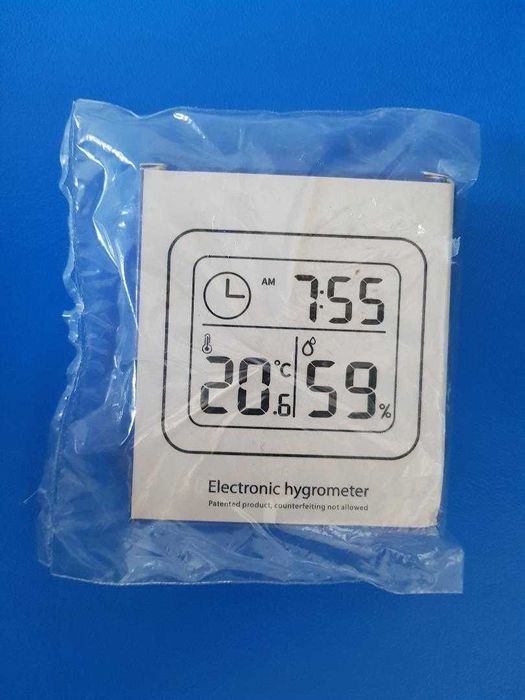 AM 7:55
20.6 °C 59 %
Electronic hygrometer
Patented product, counterfeiting not allowed